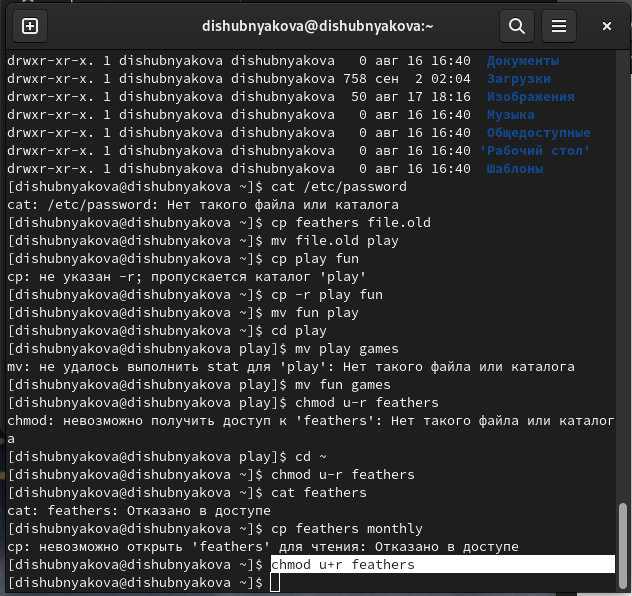 dishubnyakova@dishubnyakova:~
drwxr-xr-x. 1 dishubnyakova dishubnyakova   0 авг 16 16:40  Документы
drwxr-xr-x. 1 dishubnyakova dishubnyakova 758 сен  2 02:04  Загрузки
drwxr-xr-x. 1 dishubnyakova dishubnyakova  50 авг 17 18:16  Изображения
drwxr-xr-x. 1 dishubnyakova dishubnyakova   0 авг 16 16:40  Музыка
drwxr-xr-x. 1 dishubnyakova dishubnyakova   0 авг 16 16:40  Общедоступные
drwxr-xr-x. 1 dishubnyakova dishubnyakova   0 авг 16 16:40 'Рабочий стол'
drwxr-xr-x. 1 dishubnyakova dishubnyakova   0 авг 16 16:40  Шаблоны
[dishubnyakova@dishubnyakova ~]$ cat /etc/password
cat: /etc/password: Нет такого файла или каталога
[dishubnyakova@dishubnyakova ~]$ cp feathers file.old
[dishubnyakova@dishubnyakova ~]$ mv file.old play
[dishubnyakova@dishubnyakova ~]$ cp play fun
cp: не указан -r; пропускается каталог 'play'
[dishubnyakova@dishubnyakova ~]$ cp -r play fun
[dishubnyakova@dishubnyakova ~]$ mv fun play
[dishubnyakova@dishubnyakova ~]$ cd play
[dishubnyakova@dishubnyakova play]$ mv play games
mv: не удалось выполнить stat для 'play': Нет такого файла или каталога
[dishubnyakova@dishubnyakova play]$ mv fun games
[dishubnyakova@dishubnyakova play]$ chmod u-r feathers
chmod: невозможно получить доступ к 'feathers': Нет такого файла или каталог
а
[dishubnyakova@dishubnyakova play]$ cd ~
[dishubnyakova@dishubnyakova ~]$ chmod u-r feathers
[dishubnyakova@dishubnyakova ~]$ cat feathers
cat: feathers: Отказано в доступе
[dishubnyakova@dishubnyakova ~]$ cp feathers monthly
cp: невозможно открыть 'feathers' для чтения: Отказано в доступе
[dishubnyakova@dishubnyakova ~]$ chmod u+r feathers
[dishubnyakova@dishubnyakova ~]$